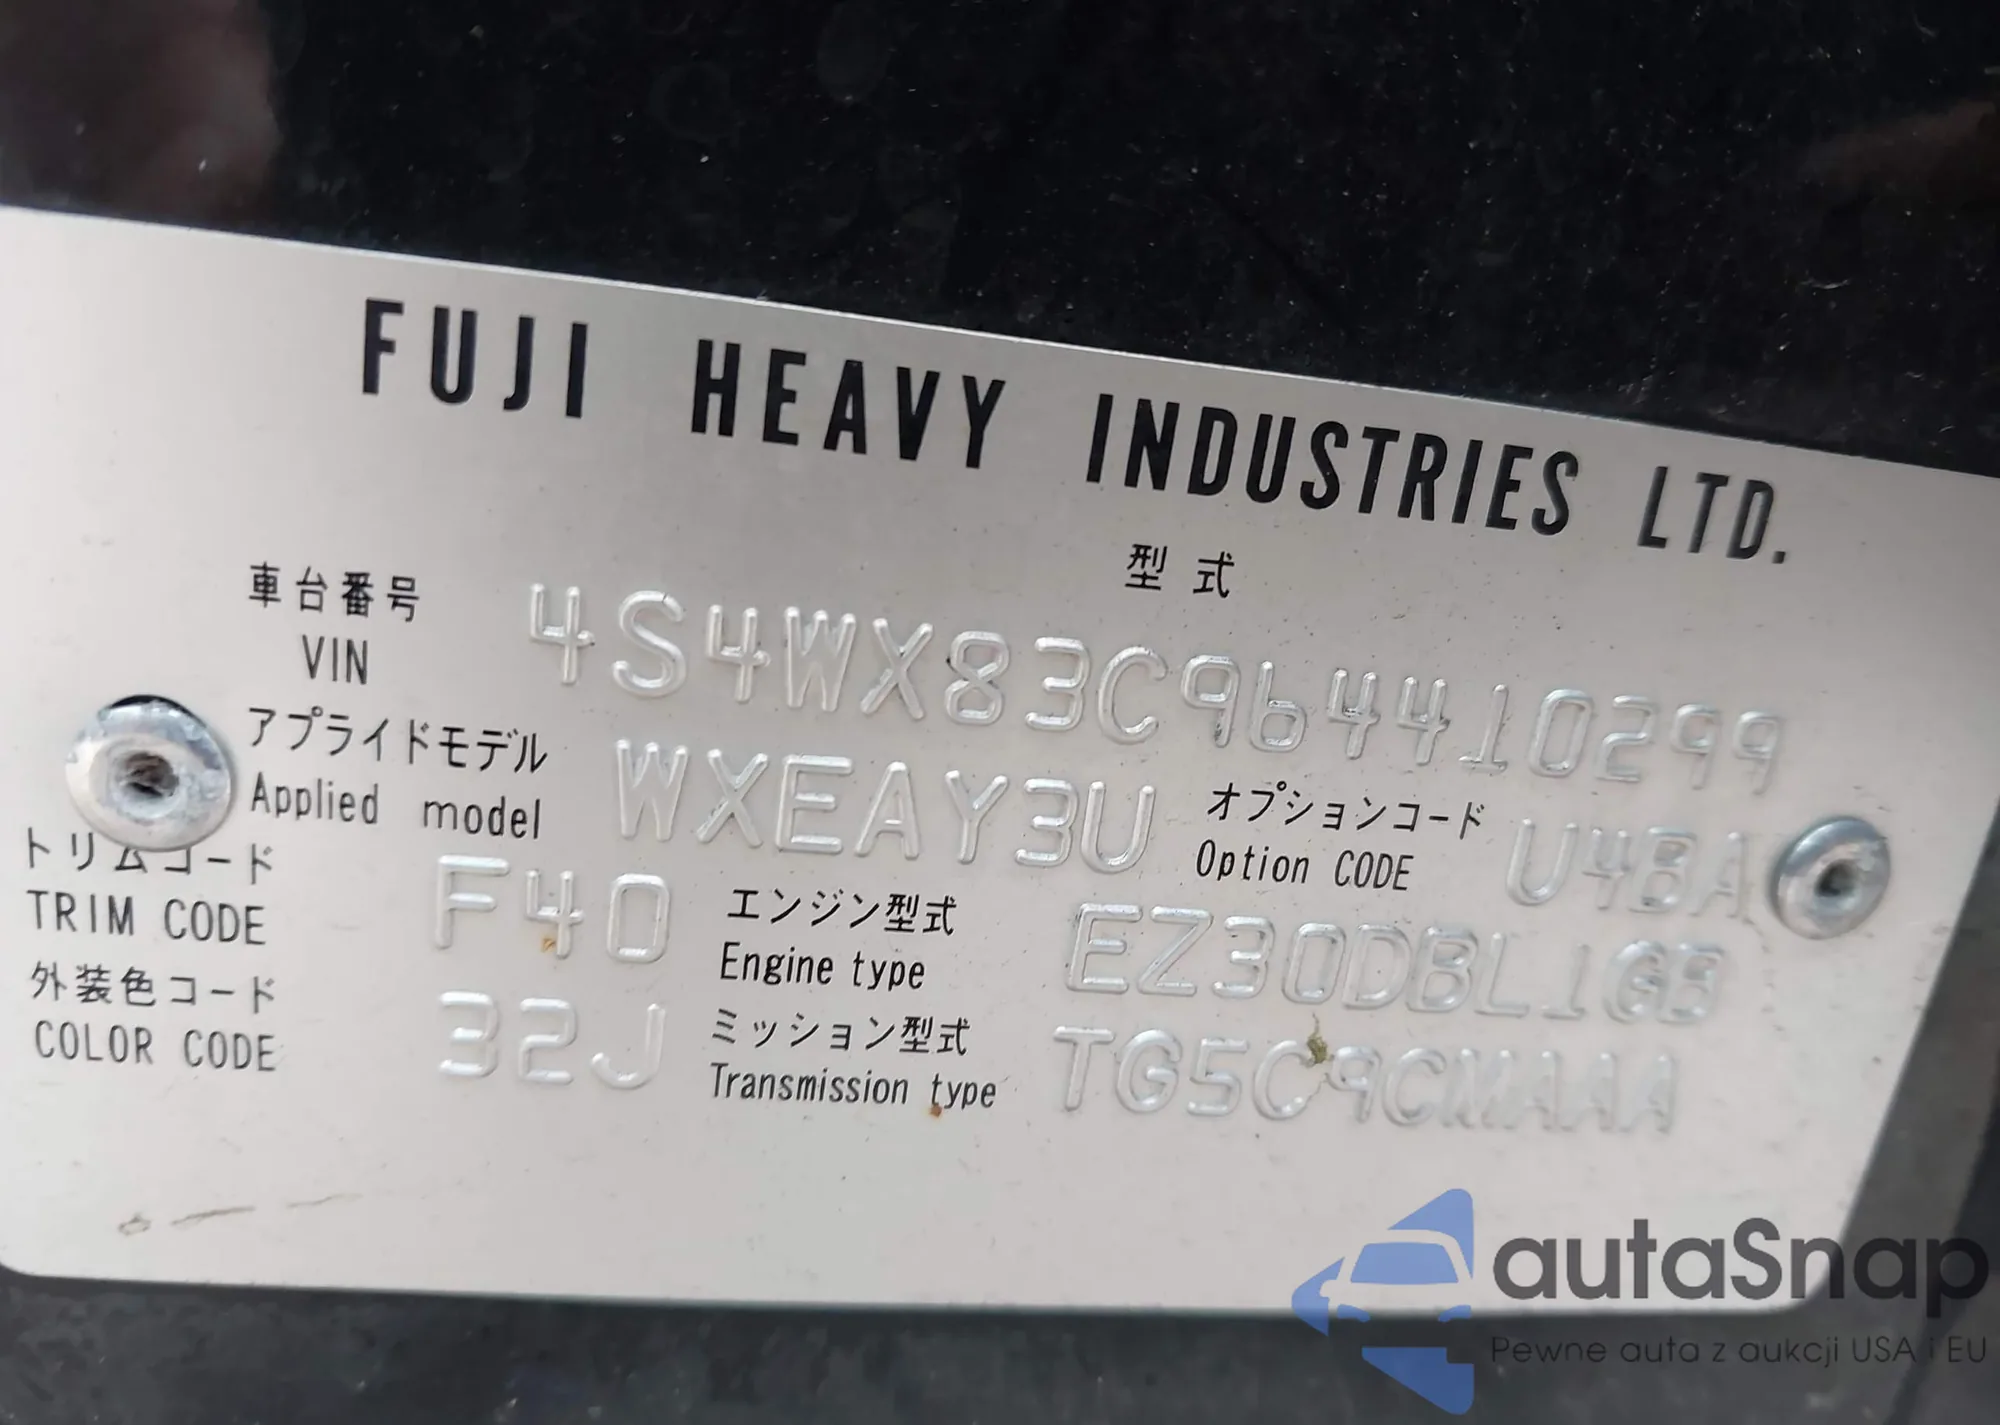 FUJI HEAVY INDUSTRIES LTD.
型式
車台番号
VIN
4S4WX83C964410299
アプライドモデル
Applied model
WXEAY3U
オプションコード
Option CODE
U4BA
トリムコード
TRIM CODE
F40
エンジン型式
Engine type
EZ30DBL1GB
外装色コード
COLOR CODE
32J
ミッション型式
Transmission type
TG5C9CMAAA
autaSnap
Pewne auta z aukcji USA i EU